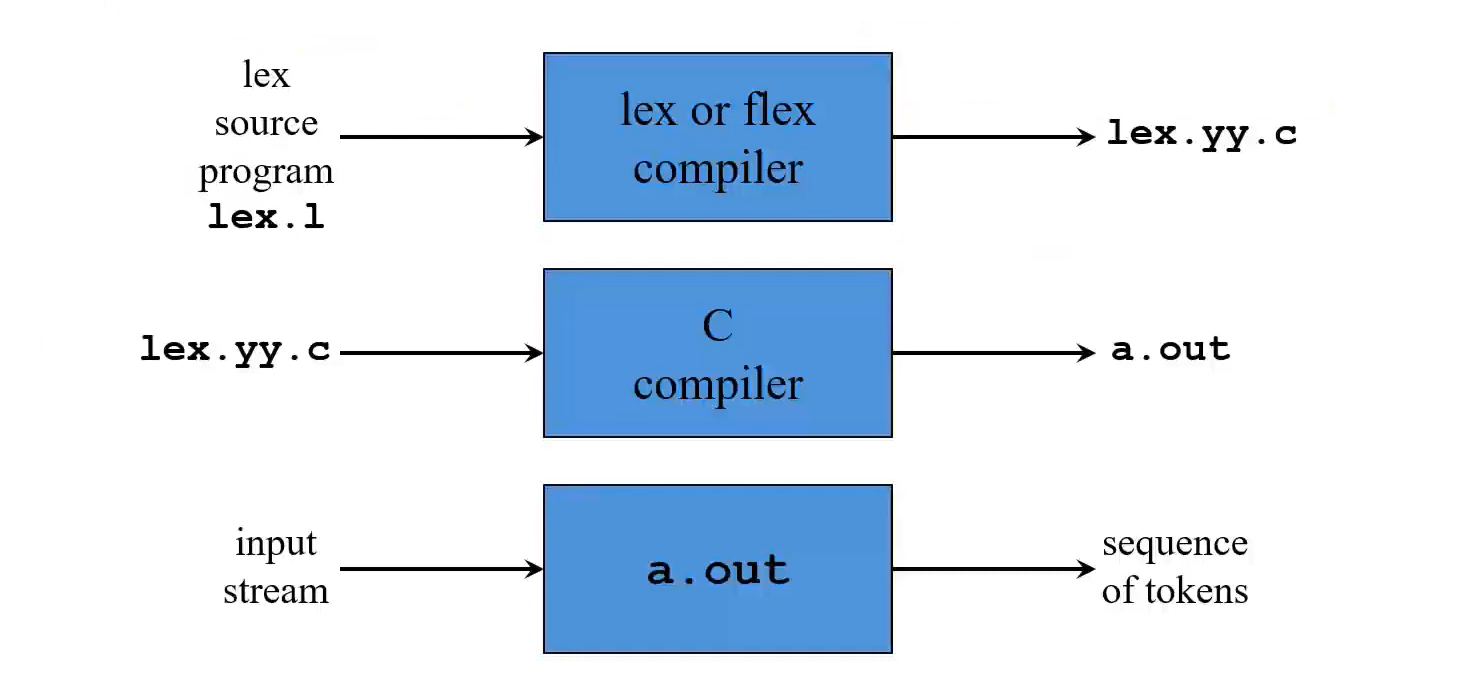 lex
source
program
lex.l
lex or flex
compiler
lex.yy.c
lex.yy.c
C
compiler
a.out
input
stream
a.out
sequence
of tokens